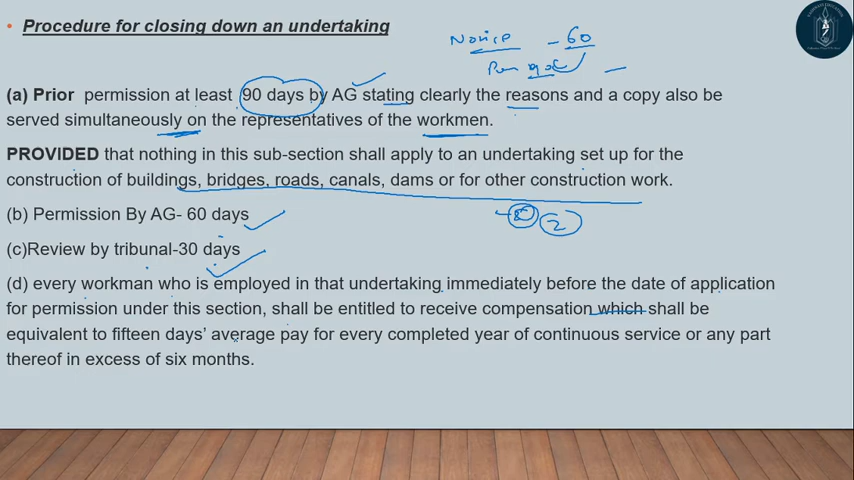 • Procedure for closing down an undertaking
Notice - 60
(a) Prior permission at least 90 days by AG stating clearly the reasons and a copy also be
served simultaneously on the representatives of the workmen.
PROVIDED that nothing in this sub-section shall apply to an undertaking set up for the
construction of buildings, bridges, roads, canals, dams or for other construction work.
(b) Permission By AG- 60 days
2
(c)Review by tribunal-30 days
(d) every workman who is employed in that undertaking immediately before the date of application
for permission under this section, shall be entitled to receive compensation which shall be
equivalent to fifteen days' average pay for every completed year of continuous service or any part
thereof in excess of six months.